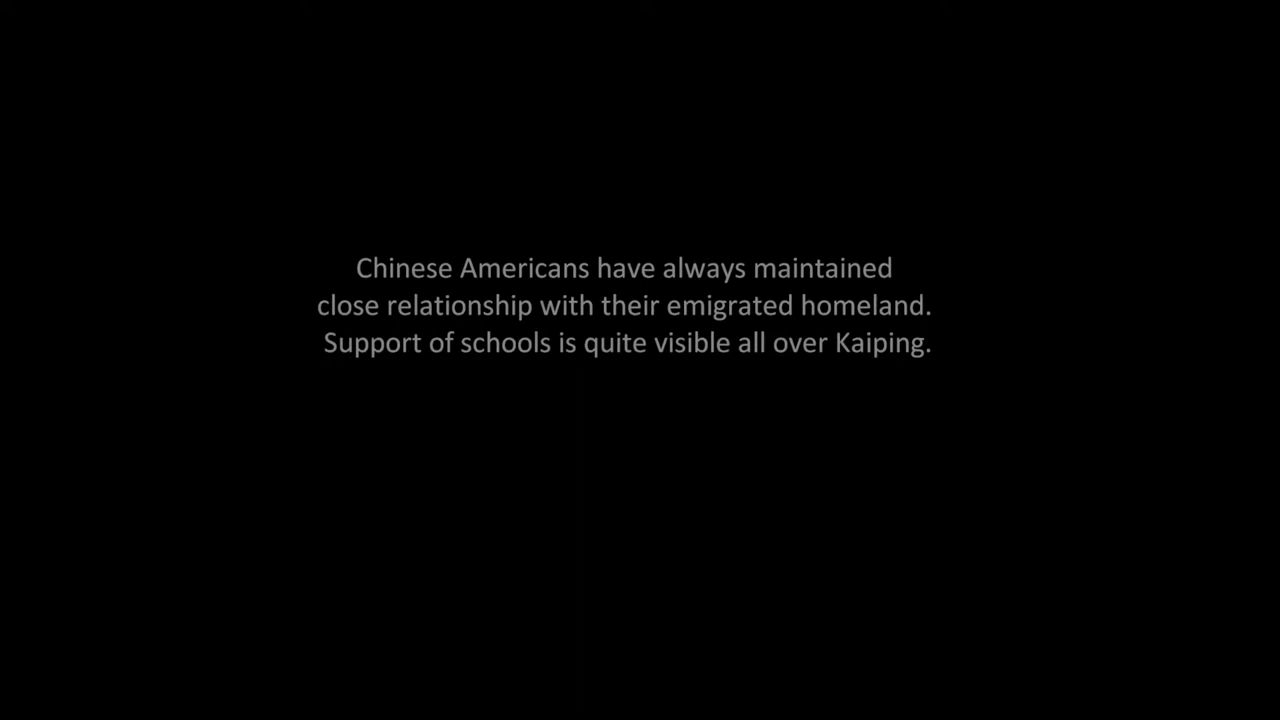 Chinese Americans have always maintained
close relationship with their emigrated homeland.
Support of schools is quite visible all over Kaiping.